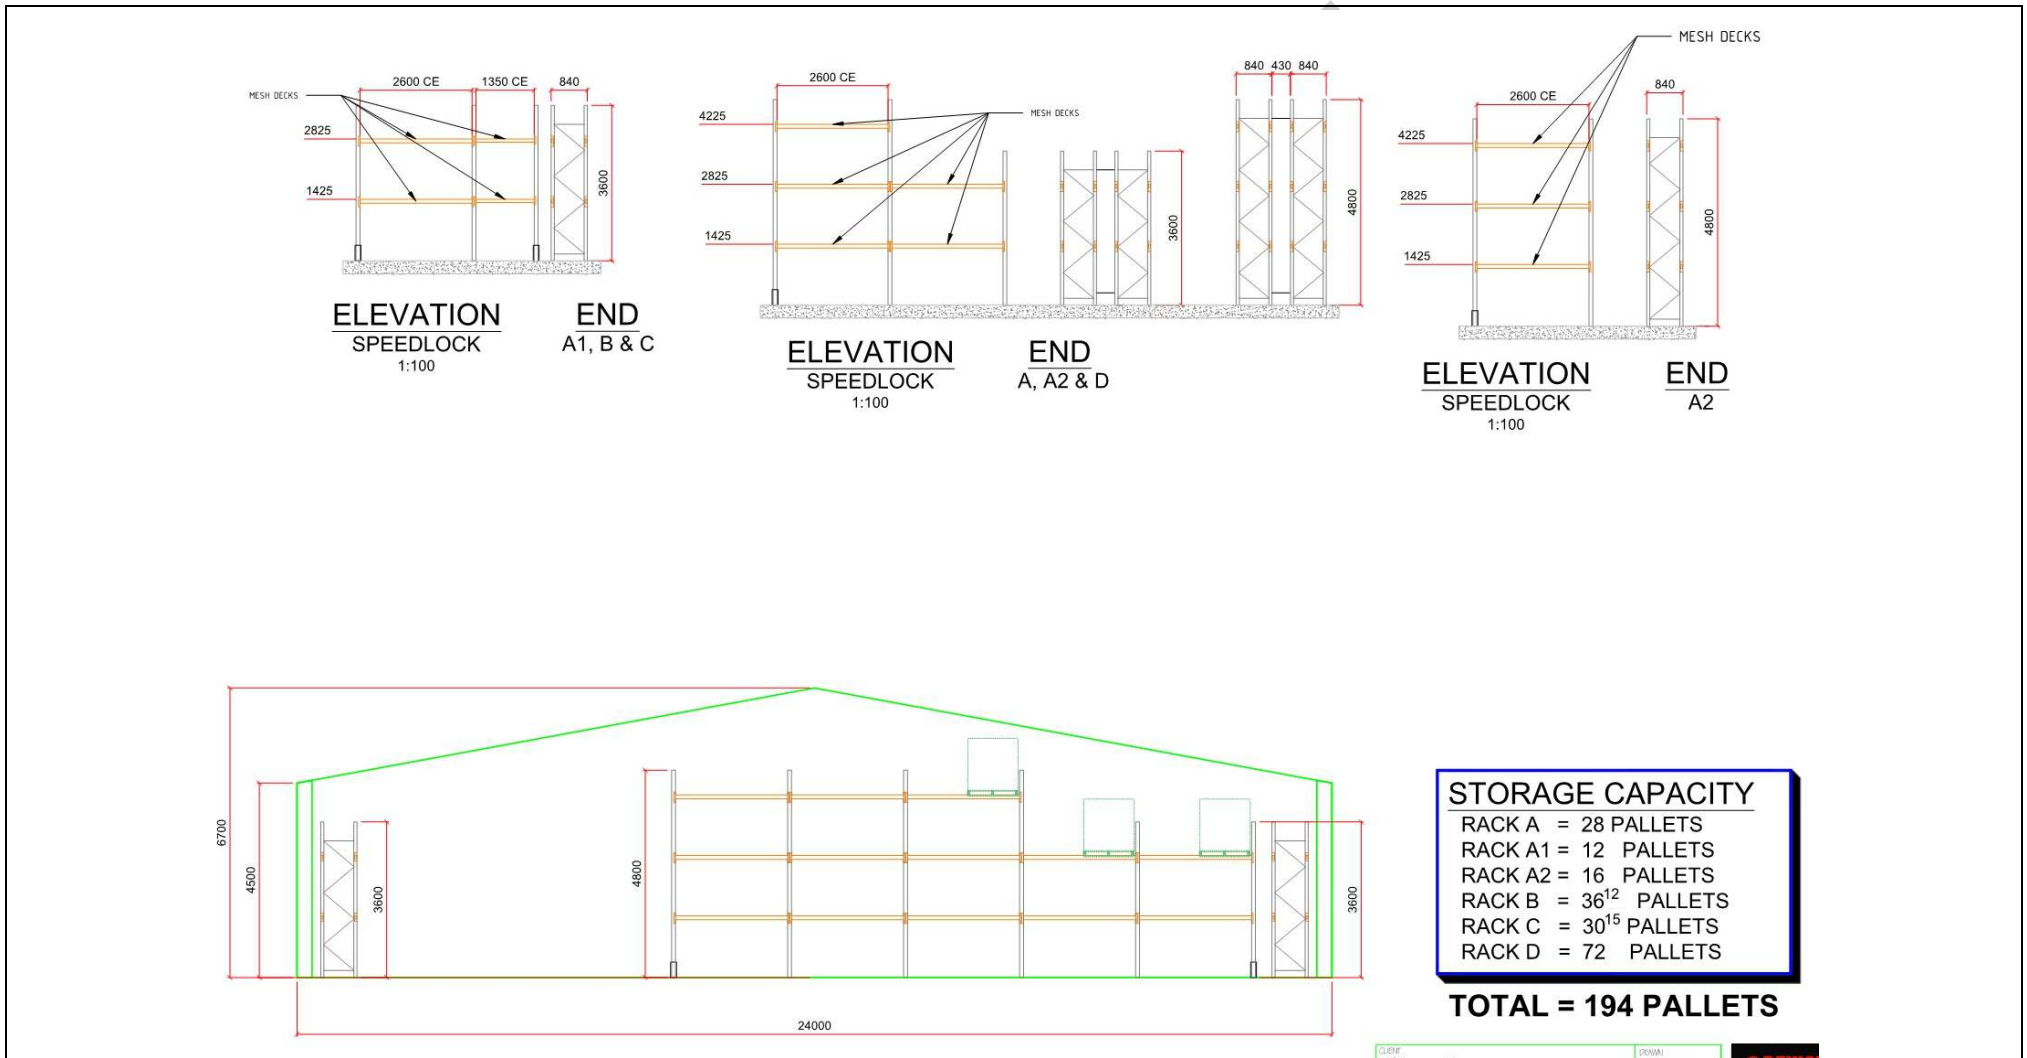 MESH DECKS
2600 CE
1350 CE
840
2825
1425
3600
ELEVATION
SPEEDLOCK
1:100
END
A1, B & C
2600 CE
MESH DECKS
4225
2825
1425
3600
840 430 840
4800
ELEVATION
SPEEDLOCK
1:100
END
A, A2 & D
MESH DECKS
2600 CE
840
4225
2825
1425
4800
ELEVATION
SPEEDLOCK
1:100
END
A2
6700
4500
3600
4800
3600
24000
STORAGE CAPACITY
RACK A = 28 PALLETS
RACK A1 = 12 PALLETS
RACK A2 = 16 PALLETS
RACK B = 36¹² PALLETS
RACK C = 30¹⁵ PALLETS
RACK D = 72 PALLETS
TOTAL = 194 PALLETS
CLIENT
DRAWN